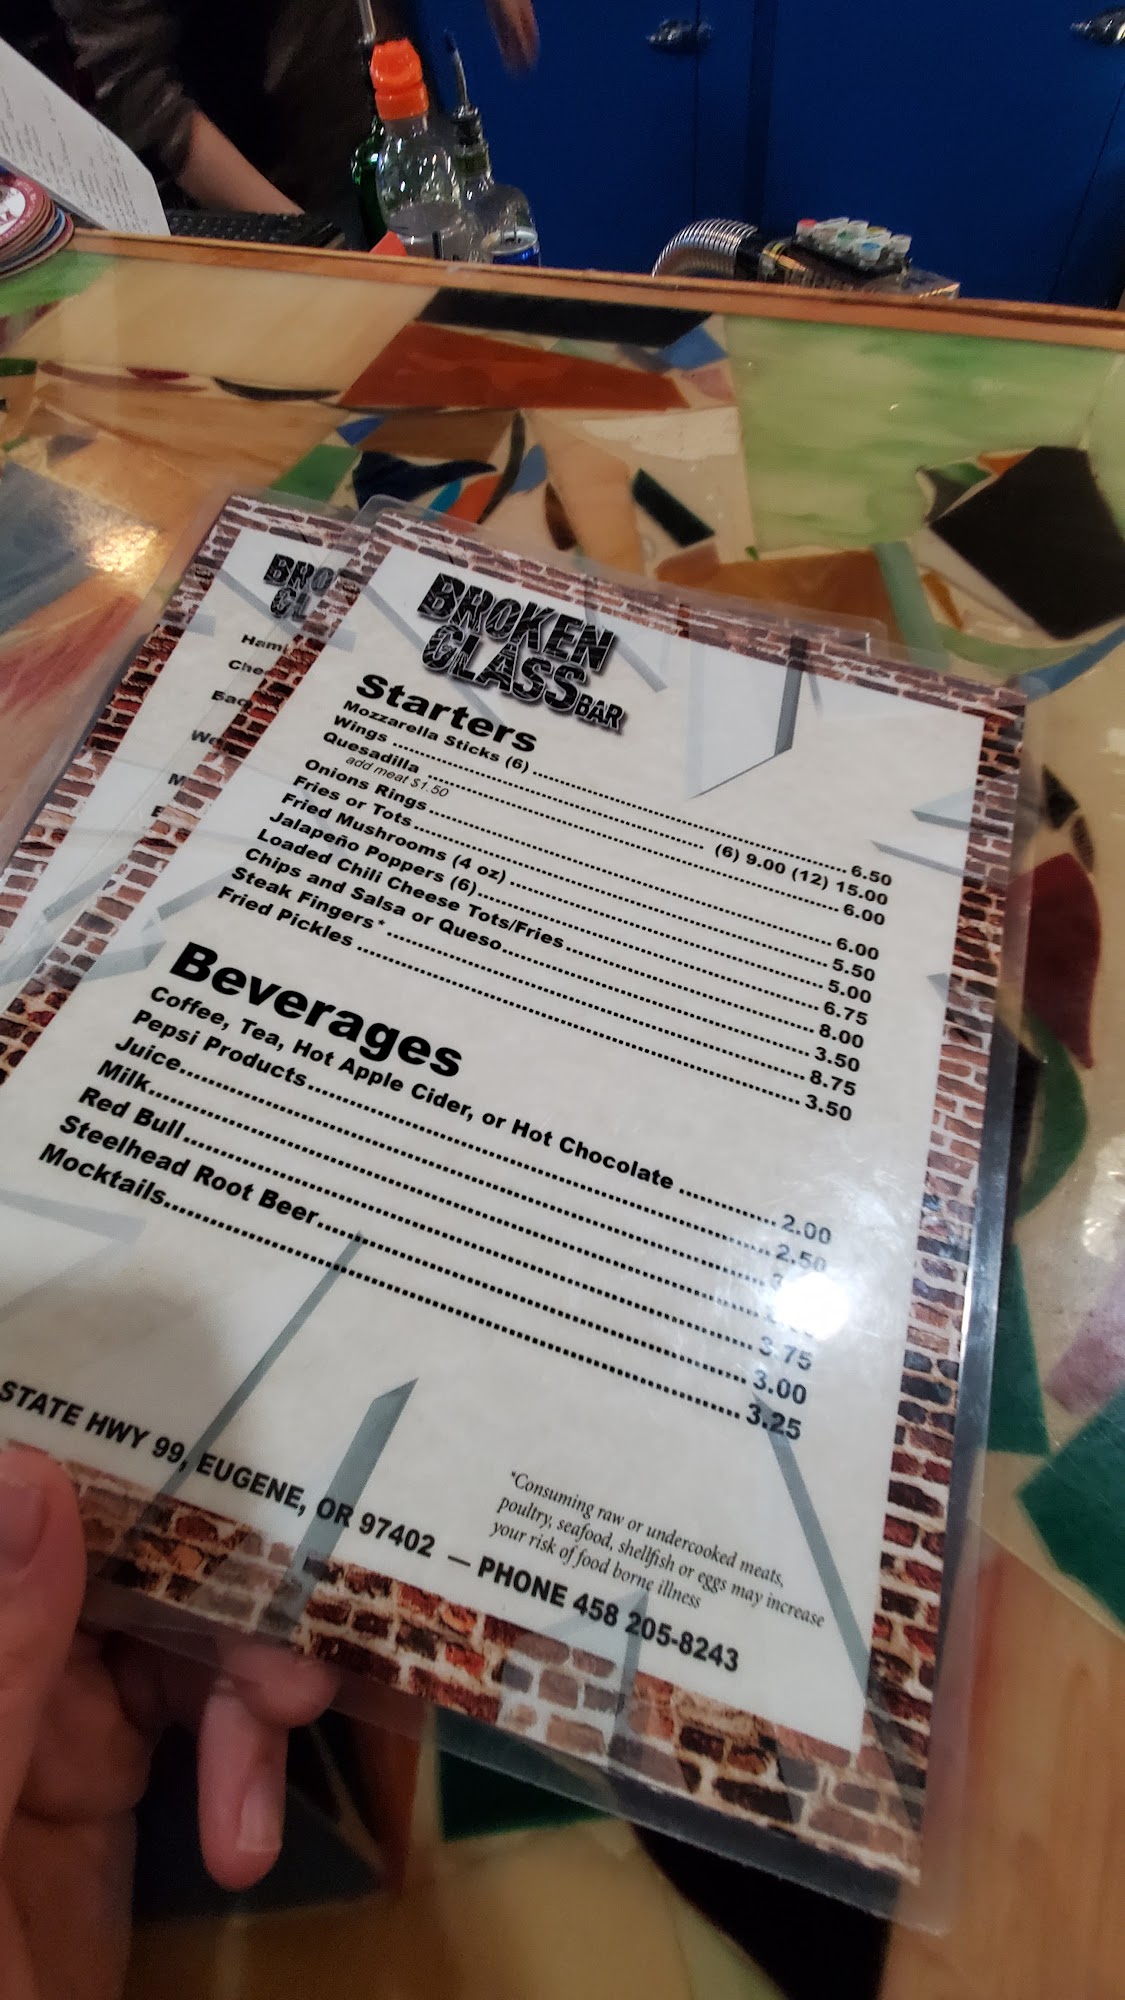 BROKEN
GLASS BAR
Starters
Mozzarella Sticks (6) 6.50
Wings (6) 9.00 (12) 15.00
Quesadilla 6.00
add meat $1.50
Onions Rings 6.00
Fries or Tots 5.50
Fried Mushrooms (4 oz) 5.00
Jalapeño Poppers (6) 6.75
Loaded Chili Cheese Tots/Fries 8.00
Chips and Salsa or Queso 3.50
Steak Fingers* 8.75
Fried Pickles 3.50
Beverages
Coffee, Tea, Hot Apple Cider, or Hot Chocolate 2.00
Pepsi Products 2.50
Juice
Milk
Red Bull 3.75
Steelhead Root Beer 3.00
Mocktails 3.25
*Consuming raw or undercooked meats,
poultry, seafood, shellfish or eggs may increase
your risk of food borne illness
STATE HWY 99, EUGENE, OR 97402 — PHONE 458 205-8243